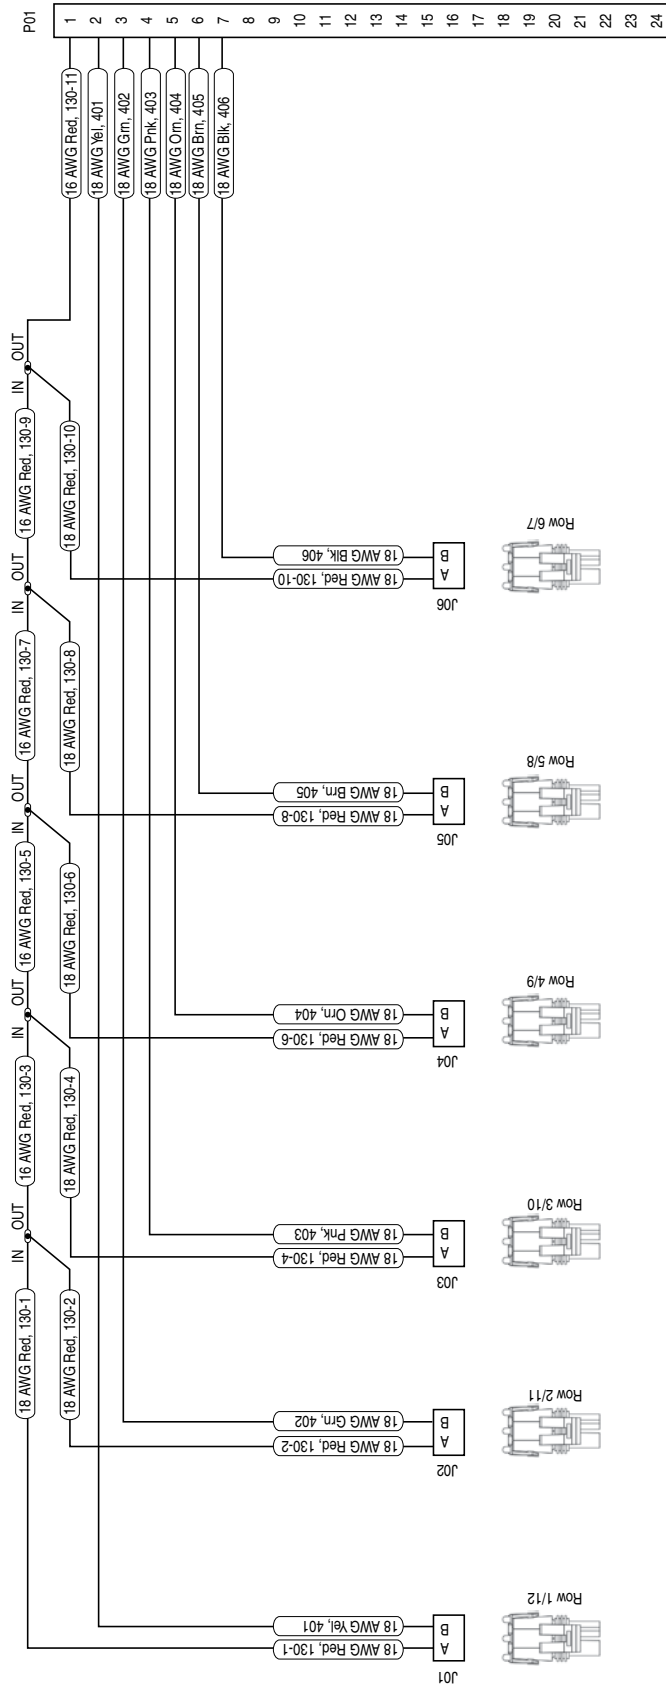 P01
1
2
3
4
5
6
7
8
9
10
11
12
13
14
15
16
17
18
19
20
21
22
23
24
16 AWG Red, 130-11
18 AWG Yel, 401
18 AWG Grn, 402
18 AWG Pnk, 403
18 AWG Orn, 404
18 AWG Brn, 405
18 AWG Blk, 406
IN OUT
16 AWG Red, 130-9
18 AWG Red, 130-10
IN OUT
16 AWG Red, 130-7
18 AWG Red, 130-8
IN OUT
16 AWG Red, 130-5
18 AWG Red, 130-6
IN OUT
16 AWG Red, 130-3
18 AWG Red, 130-4
IN OUT
18 AWG Red, 130-1
18 AWG Red, 130-2
18 AWG Blk, 406
B
18 AWG Red, 130-10
A
J06
Row 6/7
18 AWG Brn, 405
B
18 AWG Red, 130-8
A
J05
Row 5/8
18 AWG Orn, 404
B
18 AWG Red, 130-6
A
J04
Row 4/9
18 AWG Pnk, 403
B
18 AWG Red, 130-4
A
J03
Row 3/10
18 AWG Grn, 402
B
18 AWG Red, 130-2
A
J02
Row 2/11
18 AWG Yel, 401
B
18 AWG Red, 130-1
A
J01
Row 1/12